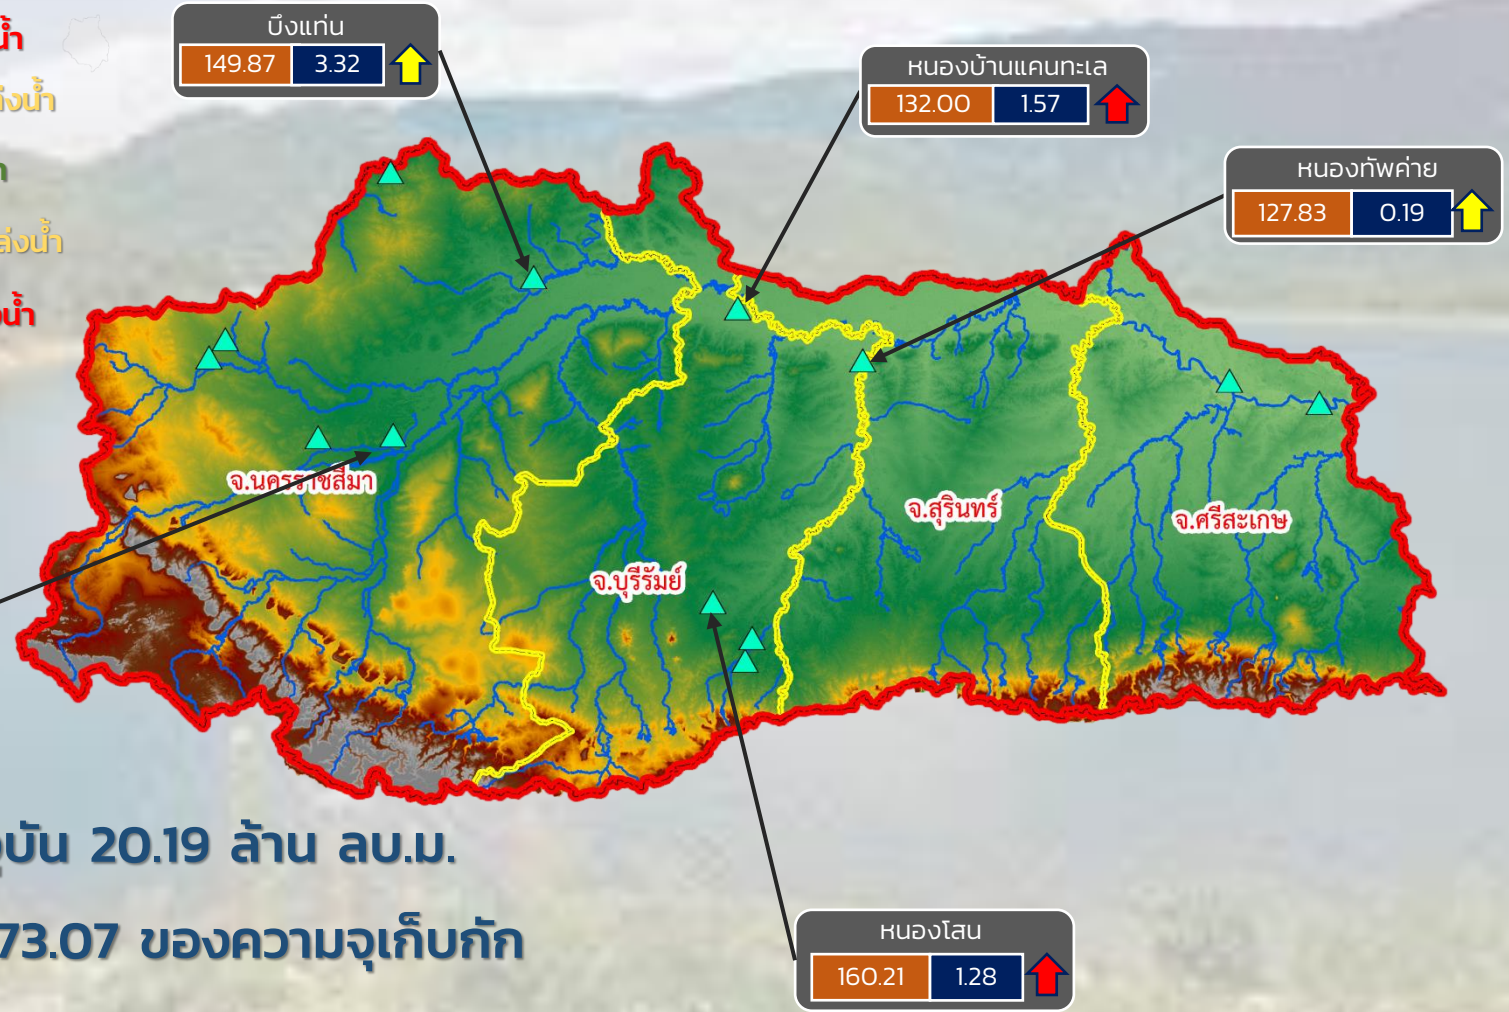 บึงแท่น
149.87 3.32
หนองบ้านแคนทะเล
132.00 1.57
หนองทัพค่าย
127.83 0.19
จ.นครราชสีมา
จ.สุรินทร์
จ.ศรีสะเกษ
จ.บุรีรัมย์
20.19 ล้าน ลบ.ม.
73.07 ของความจุเก็บกัก
หนองโสน
160.21 1.28